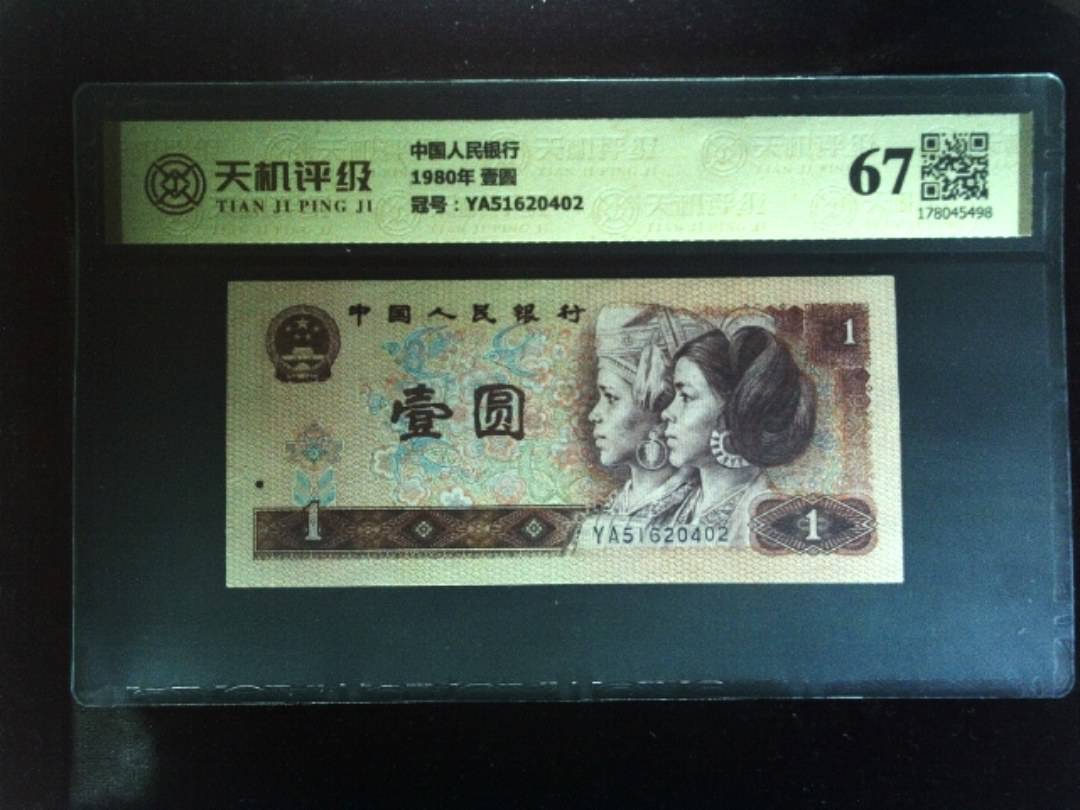 天机评级
TIAN JI PING JI
中国人民银行
1980年 壹圆
冠号：YA51620402
67
178045498
中国人民银行
1
壹圆
1
YA51620402
1